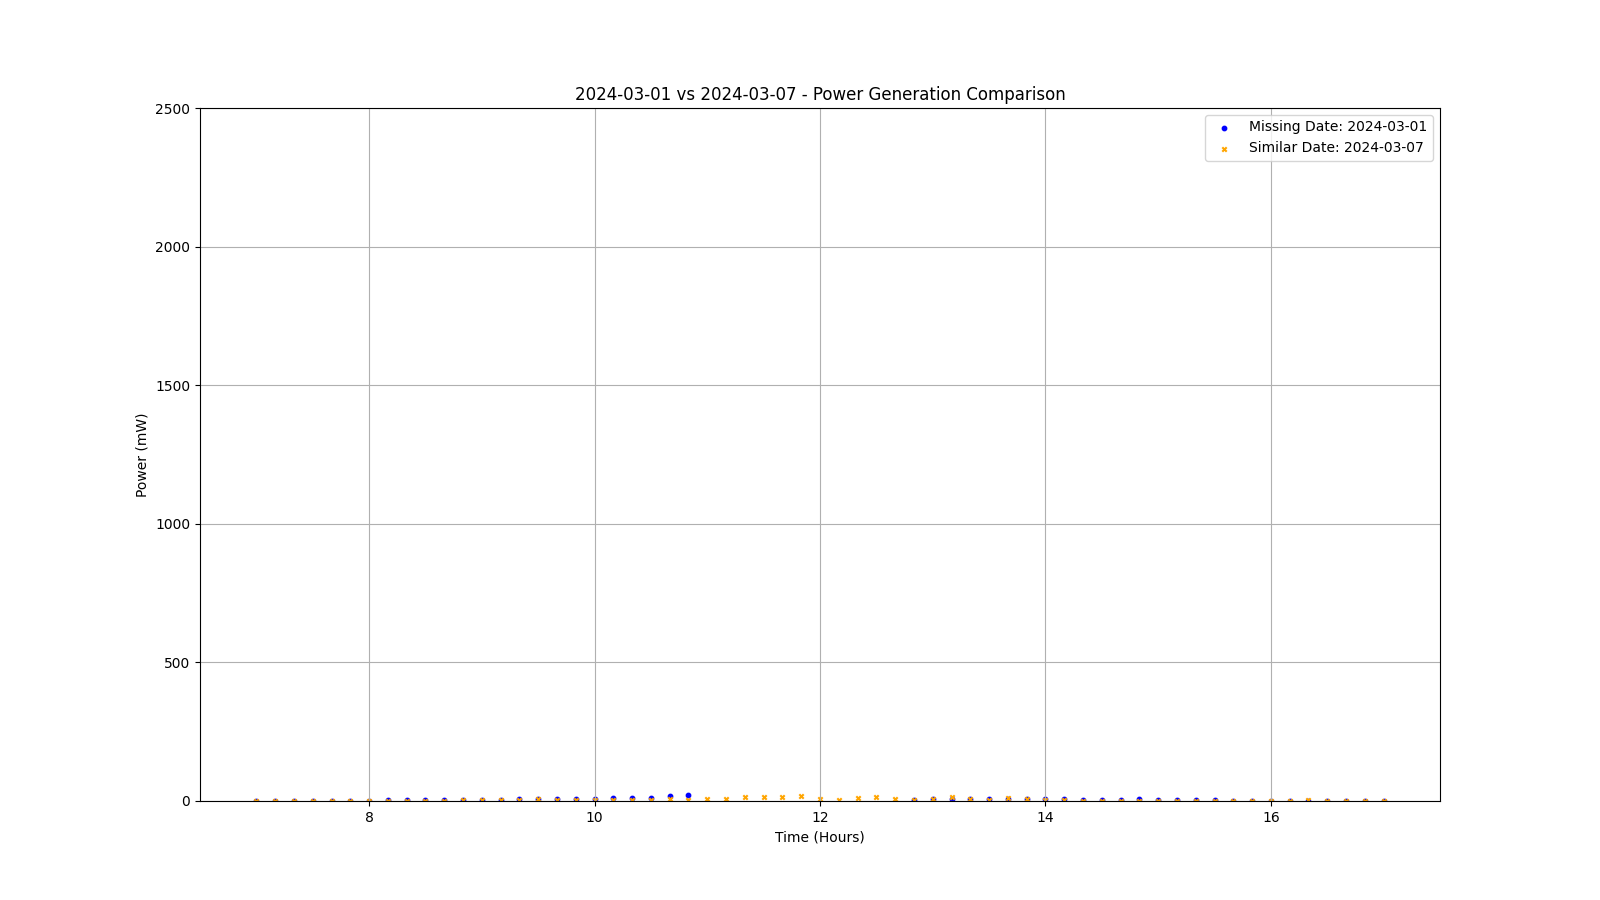 2024-03-01 vs 2024-03-07 - Power Generation Comparison
Missing Date: 2024-03-01
Similar Date: 2024-03-07
2500
2000
1500
1000
500
0
Power (mW)
8 10 12 14 16
Time (Hours)